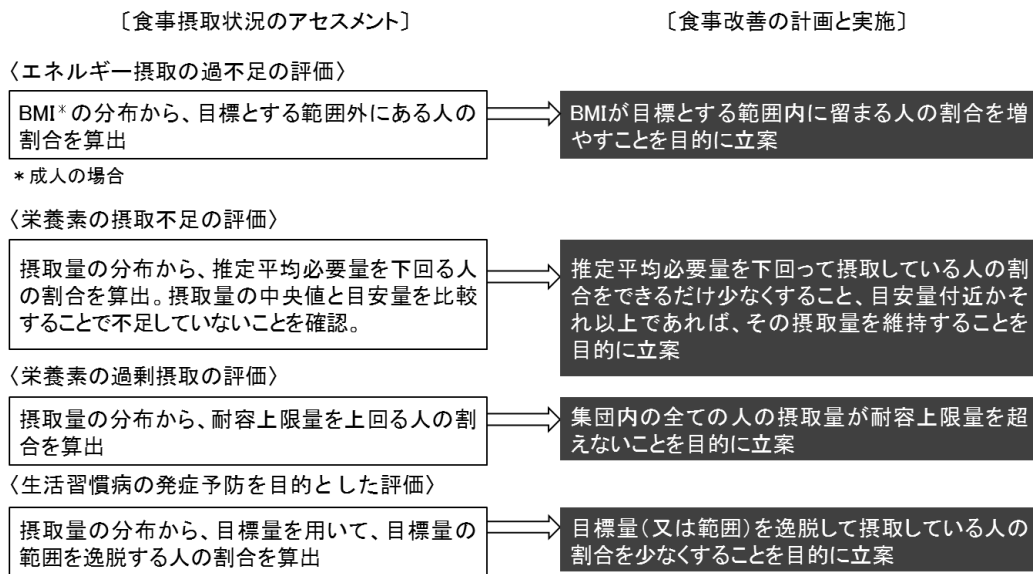 〔食事摂取状況のアセスメント〕
〔食事改善の計画と実施〕
〈エネルギー摂取の過不足の評価〉
BMI*の分布から、目標とする範囲外にある人の
割合を算出
BMIが目標とする範囲内に留まる人の割合を増
やすことを目的に立案
*成人の場合
〈栄養素の摂取不足の評価〉
摂取量の分布から、推定平均必要量を下回る人
の割合を算出。摂取量の中央値と目安量を比較
することで不足していないことを確認。
推定平均必要量を下回って摂取している人の割
合をできるだけ少なくすること、目安量付近かそ
れ以上であれば、その摂取量を維持することを
目的に立案
〈栄養素の過剰摂取の評価〉
摂取量の分布から、耐容上限量を上回る人の割
合を算出
集団内の全ての人の摂取量が耐容上限量を超
えないことを目的に立案
〈生活習慣病の発症予防を目的とした評価〉
摂取量の分布から、目標量を用いて、目標量の
範囲を逸脱する人の割合を算出
目標量(又は範囲)を逸脱して摂取している人の
割合を少なくすることを目的に立案